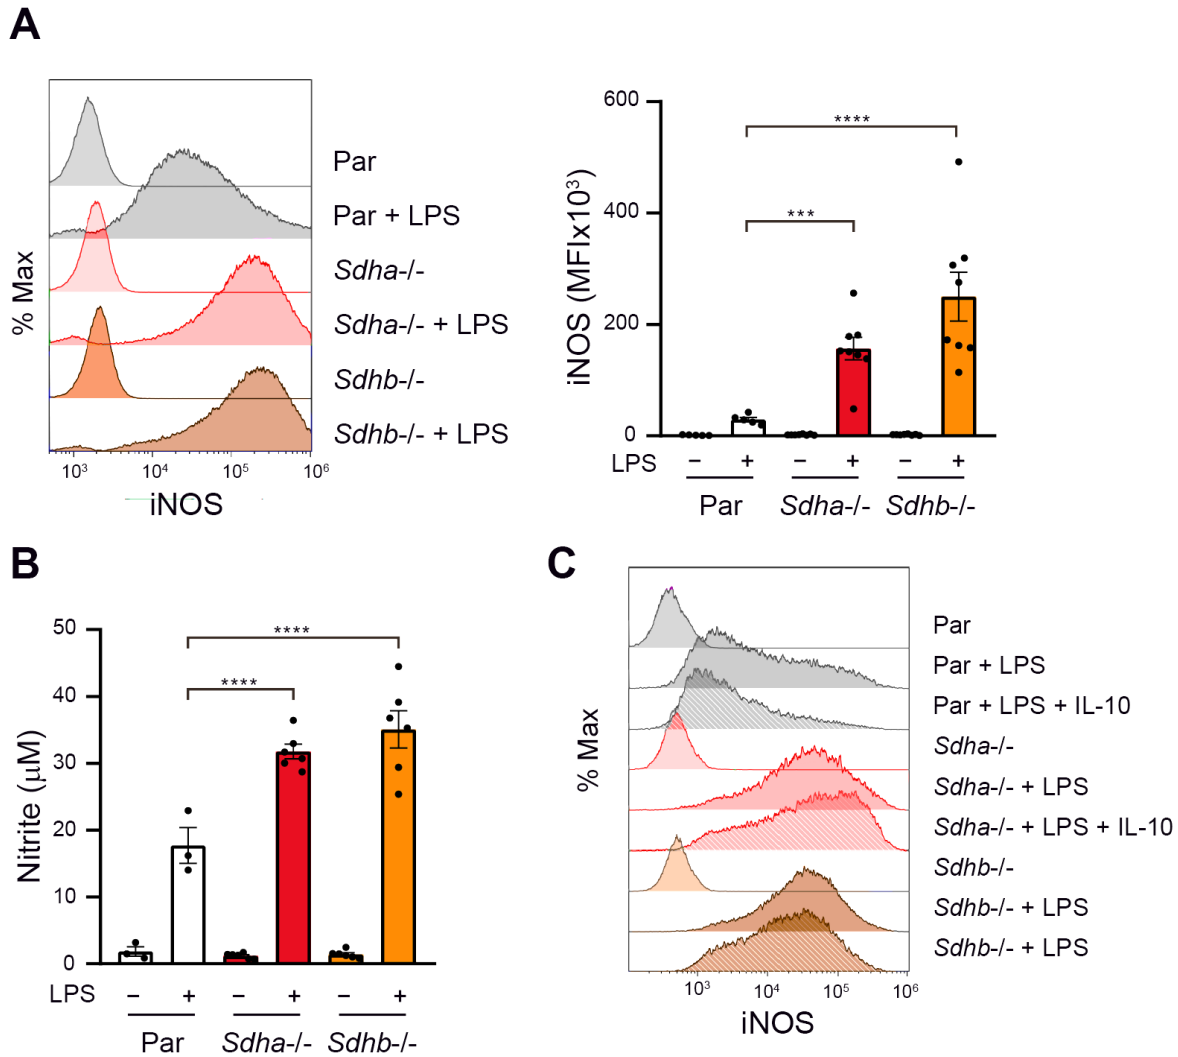 A
% Max
Par
Par + LPS
Sdha-/-
Sdha-/- + LPS
Sdhb-/-
Sdhb-/- + LPS
10³ 10⁴ 10⁵ 10⁶
iNOS
iNOS (MFIx10³)
600
400
200
0
****
***
LPS − + − + − +
Par Sdha-/- Sdhb-/-
B
Nitrite (μM)
50
40
30
20
10
0
****
****
LPS − + − + − +
Par Sdha-/- Sdhb-/-
C
% Max
Par
Par + LPS
Par + LPS + IL-10
Sdha-/-
Sdha-/- + LPS
Sdha-/- + LPS + IL-10
Sdhb-/-
Sdhb-/- + LPS
Sdhb-/- + LPS
10³ 10⁴ 10⁵ 10⁶
iNOS